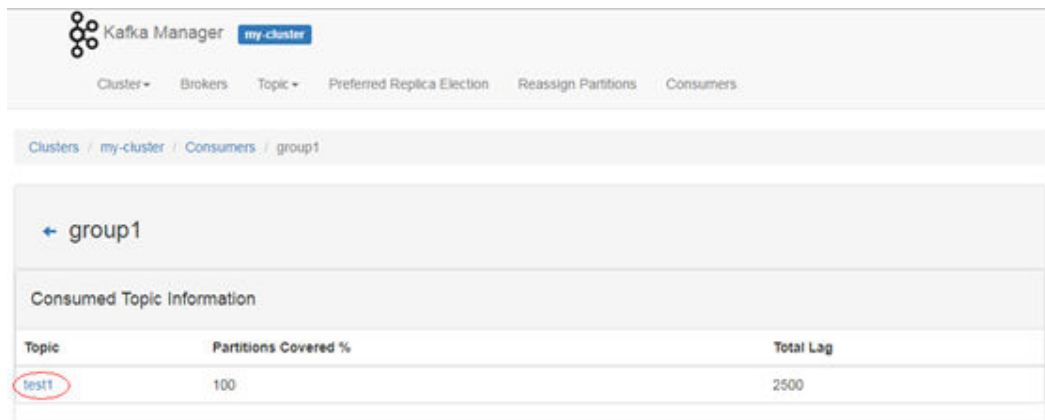 Kafka Manager my-cluster
Cluster Brokers Topic Preferred Replica Election Reassign Partitions Consumers
Clusters / my-cluster / Consumers / group1
← group1
Consumed Topic Information
Topic Partitions Covered % Total Lag
test1 100 2500